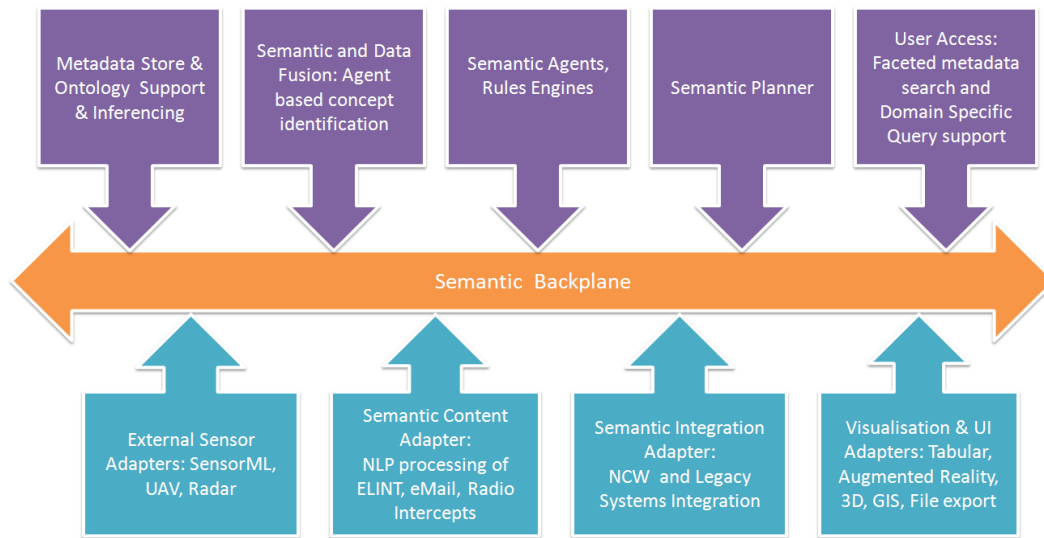 Metadata Store &
Ontology Support
& Inferencing
Semantic and Data
Fusion: Agent
based concept
identification
Semantic Agents,
Rules Engines
Semantic Planner
User Access:
Faceted metadata
search and
Domain Specific
Query support
Semantic Backplane
External Sensor
Adapters: SensorML,
UAV, Radar
Semantic Content
Adapter:
NLP processing of
ELINT, eMail, Radio
Intercepts
Semantic Integration
Adapter:
NCW and Legacy
Systems Integration
Visualisation & UI
Adapters: Tabular,
Augmented Reality,
3D, GIS, File export